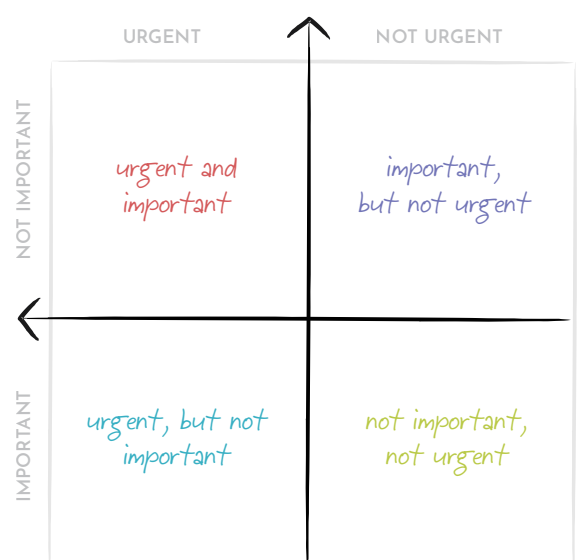 URGENT
NOT URGENT
NOT IMPORTANT
urgent and
important
important,
but not urgent
IMPORTANT
urgent, but not
important
not important,
not urgent